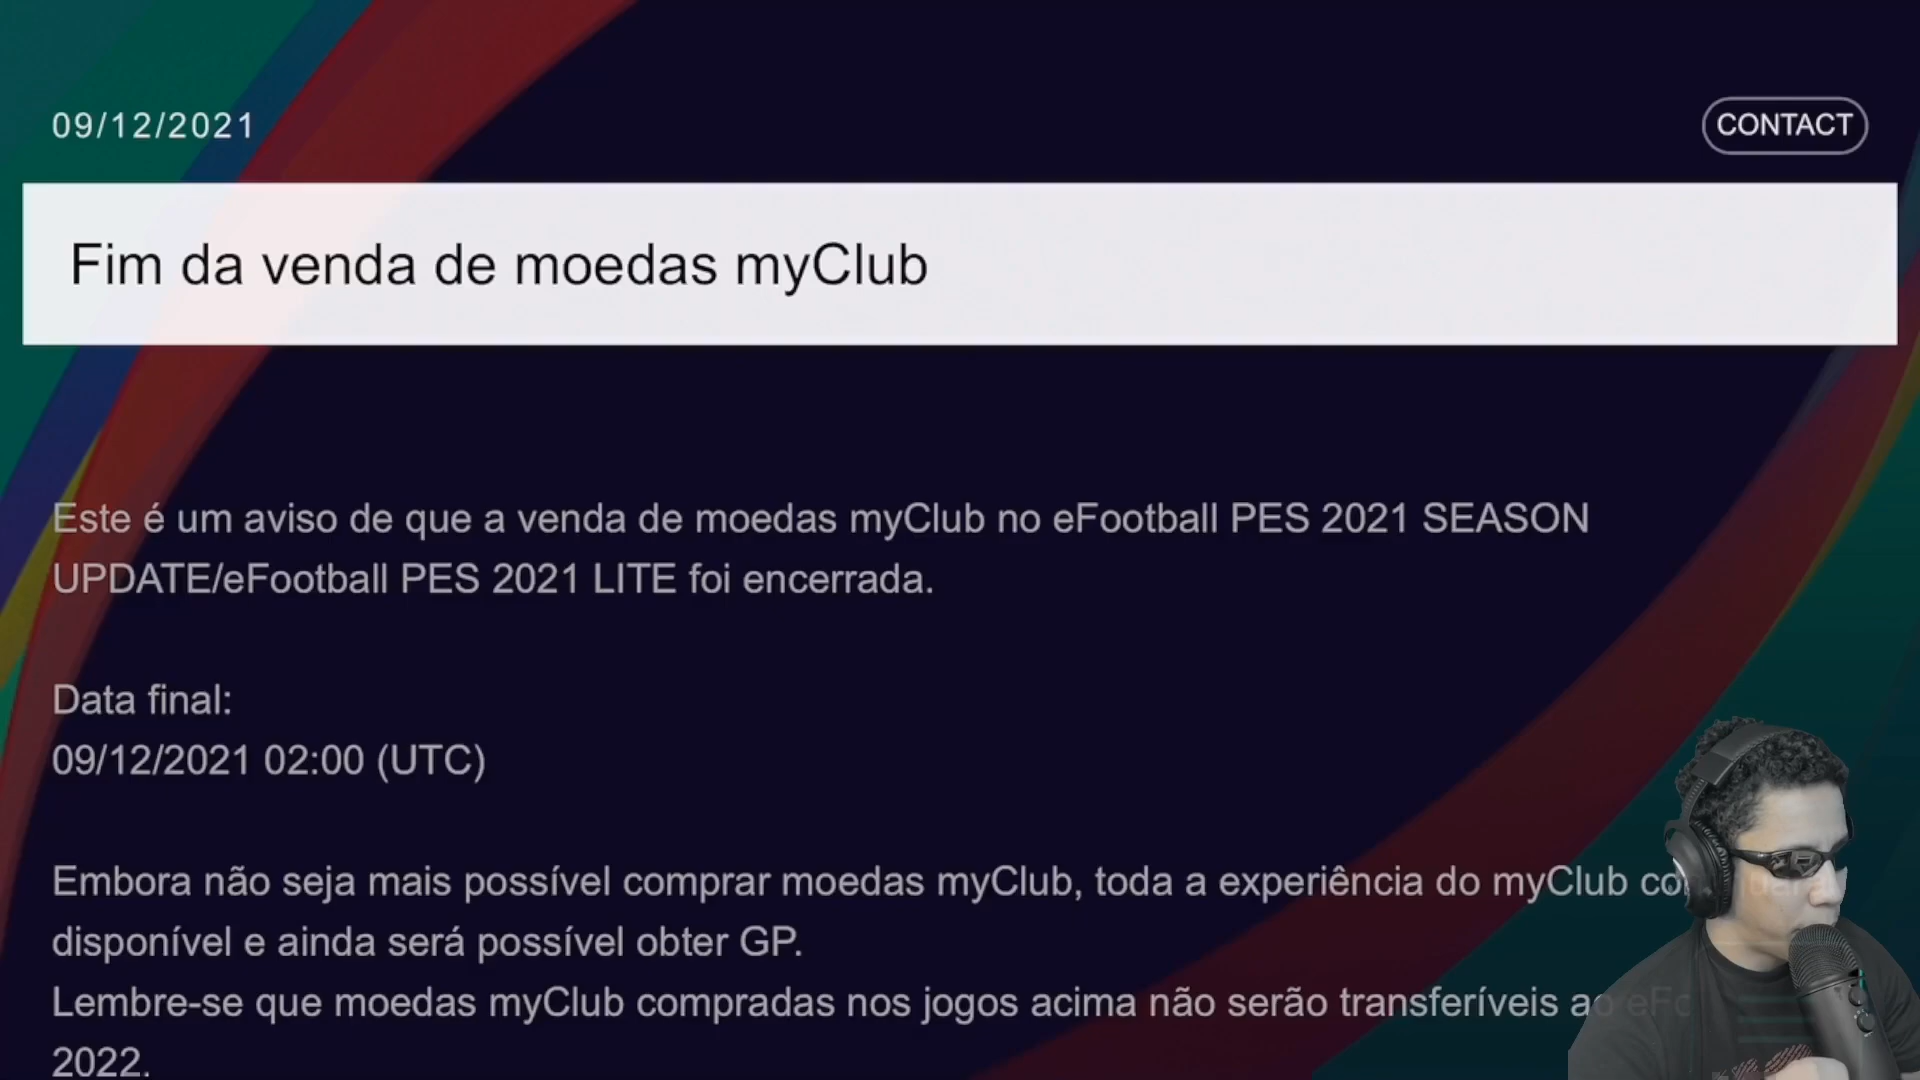 09/12/2021
CONTACT
Fim da venda de moedas myClub
Este é um aviso de que a venda de moedas myClub no eFootball PES 2021 SEASON
UPDATE/eFootball PES 2021 LITE foi encerrada.
Data final:
09/12/2021 02:00 (UTC)
Embora não seja mais possível comprar moedas myClub, toda a experiência do myClub
disponível e ainda será possível obter GP.
Lembre-se que moedas myClub compradas nos jogos acima não serão transferíveis ao
2022.